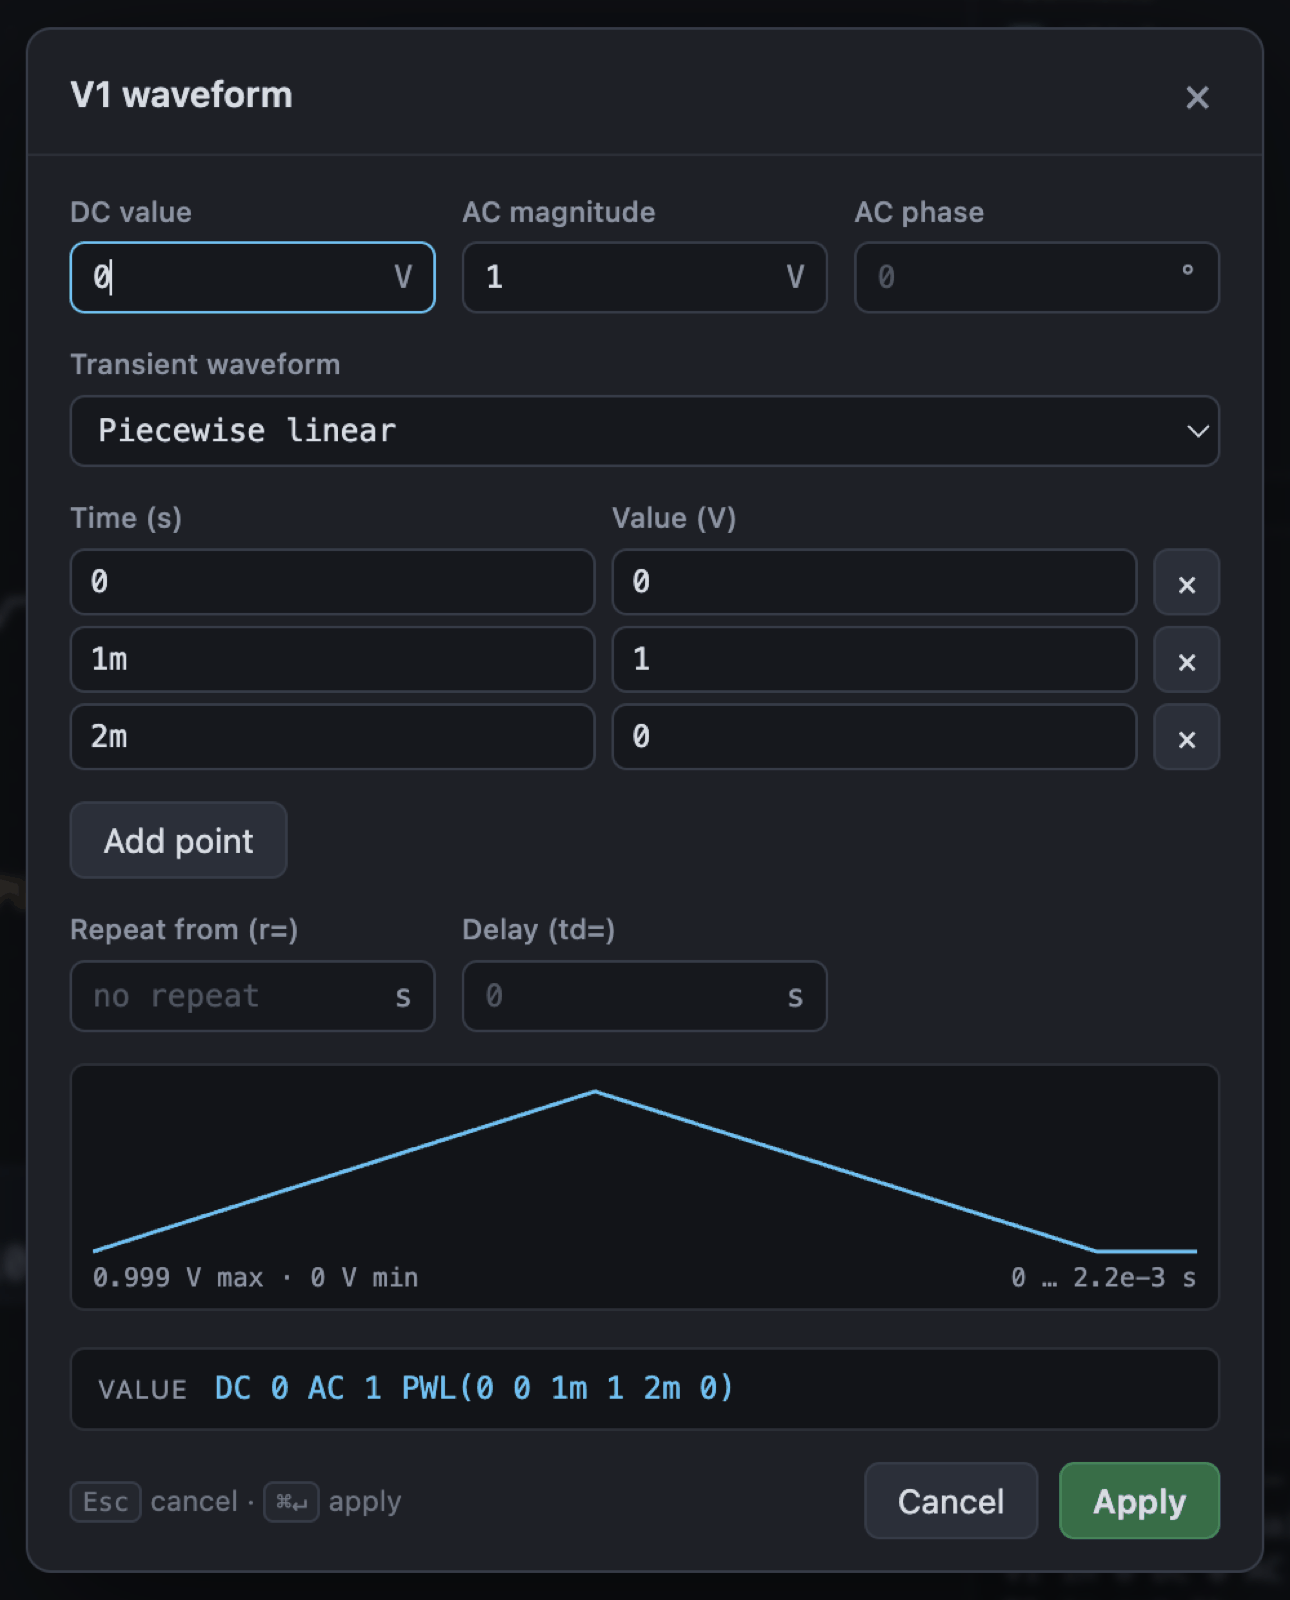 V1 waveform ×
DC value AC magnitude AC phase
0 V 1 V 0 °
Transient waveform
Piecewise linear
Time (s) Value (V)
0 0 ×
1m 1 ×
2m 0 ×
Add point
Repeat from (r=) Delay (td=)
no repeat s 0 s
0.999 V max · 0 V min 0 … 2.2e−3 s
VALUE DC 0 AC 1 PWL(0 0 1m 1 2m 0)
Esc cancel · ⌘↵ apply Cancel Apply